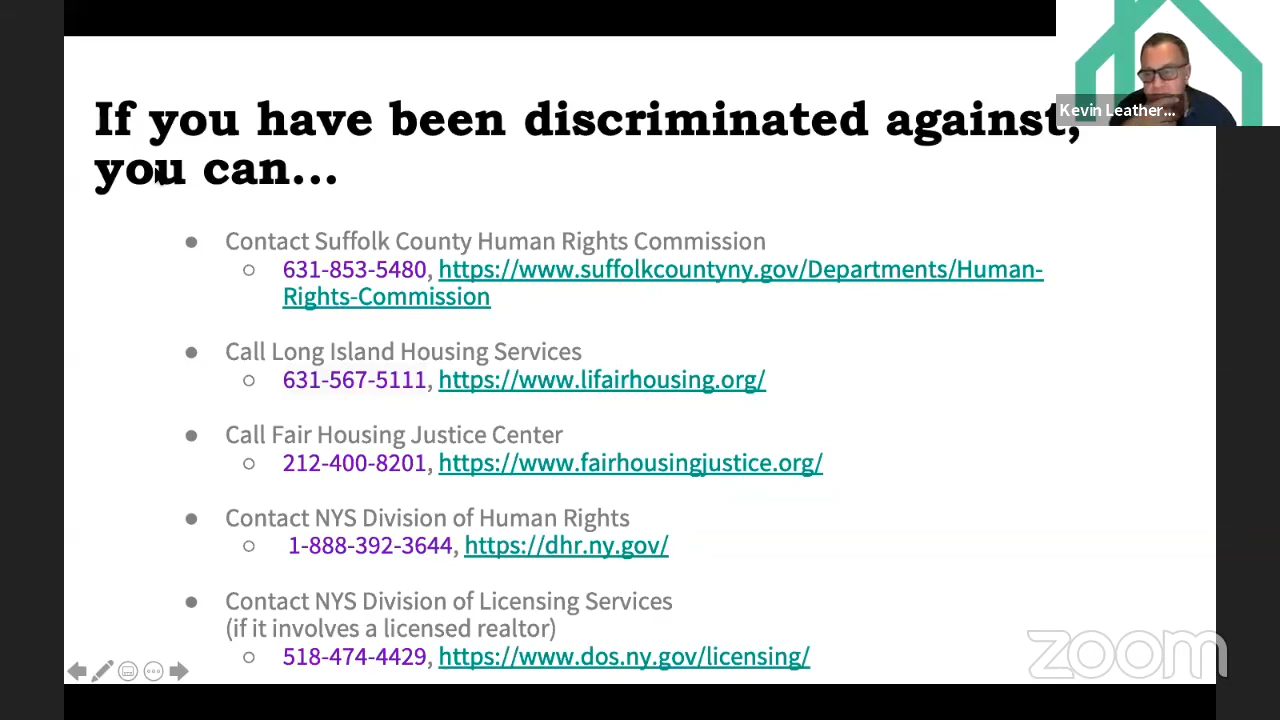 If you have been discriminated against,
you can...
Kevin Leather...
● Contact Suffolk County Human Rights Commission
○ 631-853-5480, https://www.suffolkcountyny.gov/Departments/Human-
Rights-Commission
● Call Long Island Housing Services
○ 631-567-5111, https://www.lifairhousing.org/
● Call Fair Housing Justice Center
○ 212-400-8201, https://www.fairhousingjustice.org/
● Contact NYS Division of Human Rights
○ 1-888-392-3644, https://dhr.ny.gov/
● Contact NYS Division of Licensing Services
(if it involves a licensed realtor)
○ 518-474-4429, https://www.dos.ny.gov/licensing/
zoom